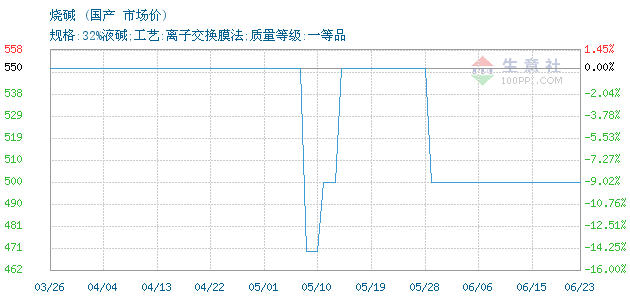 烧碱 (国产 市场价)
规格:32%液碱;工艺:离子交换膜法;质量等级:一等品
558 1.45%
550 0.00%
538 -2.04%
529 -3.78%
519 -5.53%
510 -7.27%
500 -9.02%
490 -10.76%
481 -12.51%
471 -14.25%
462 -16.00%
生意社
100PPI.COM
03/26 04/04 04/13 04/22 05/01 05/10 05/19 05/28 06/06 06/15 06/23